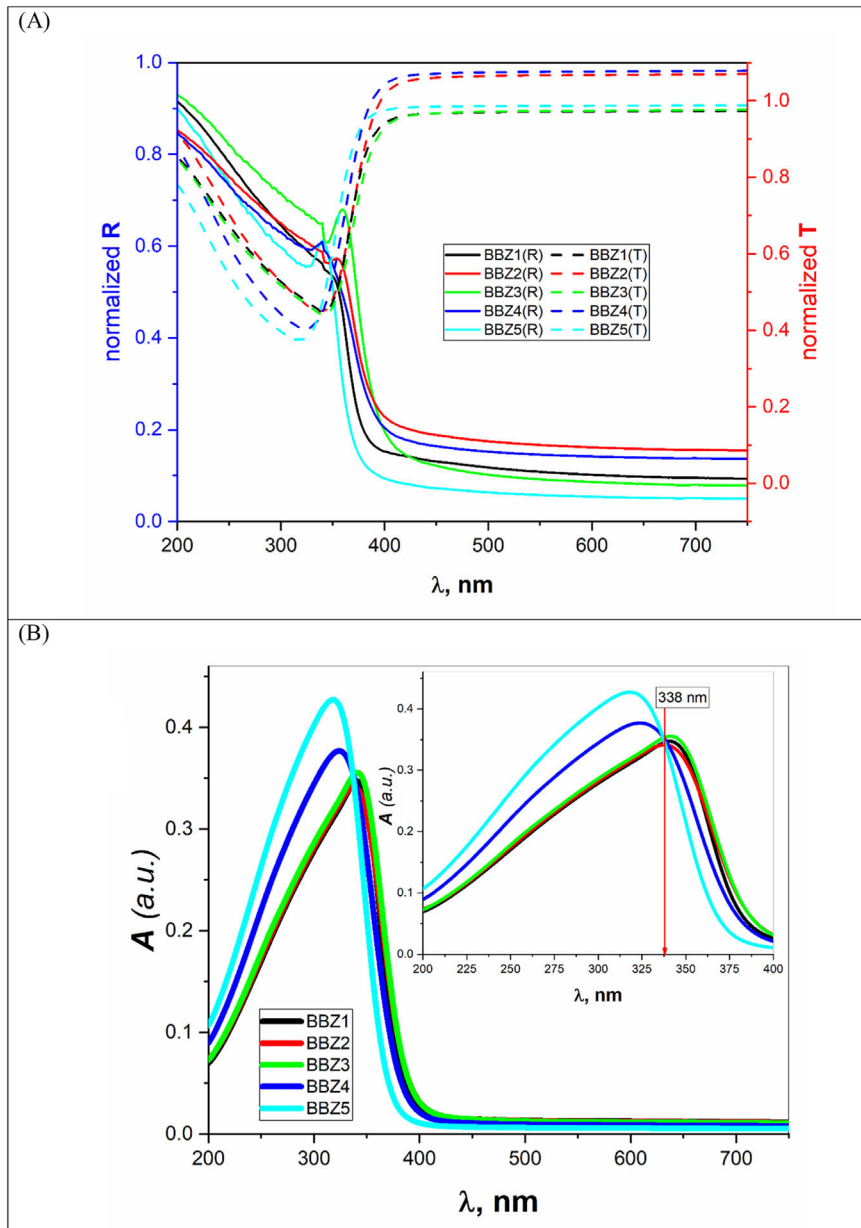 (A)
1.0
0.8
0.6
0.4
0.2
0.0
normalized R
1.0
0.8
0.6
0.4
0.2
0.0
normalized T
BBZ1(R) BBZ1(T)
BBZ2(R) BBZ2(T)
BBZ3(R) BBZ3(T)
BBZ4(R) BBZ4(T)
BBZ5(R) BBZ5(T)
200 300 400 500 600 700
λ, nm
(B)
0.4
0.3
0.2
0.1
0.0
A (a.u.)
338 nm
0.4
0.3
0.2
0.1
0.0
A (a.u.)
200 225 250 275 300 325 350 375 400
λ, nm
BBZ1
BBZ2
BBZ3
BBZ4
BBZ5
200 300 400 500 600 700
λ, nm